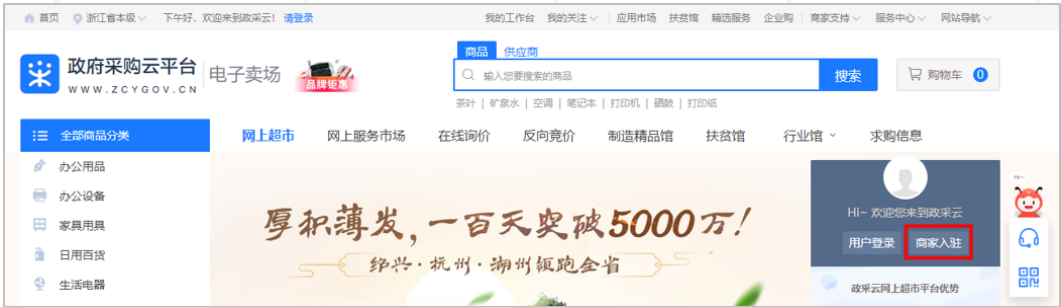 首页 浙江省本级 下午好，欢迎来到政采云! 请登录 我的工作台 我的关注 应用市场 扶贫馆 精选服务 企业购 商家支持 服务中心 网站导航
政府采购云平台
WWW.ZCYGOV.CN
电子卖场
品牌钜惠
商品 供应商
输入您要搜索的商品 搜索 购物车 0
茶叶 | 矿泉水 | 空调 | 笔记本 | 打印机 | 硒鼓 | 打印纸
全部商品分类 网上超市 网上服务市场 在线询价 反向竞价 制造精品馆 扶贫馆 行业馆 求购信息
办公用品
办公设备
家具用具
日用百货
生活电器
厚积薄发，一百天突破5000万!
绍兴·杭州·湖州领跑全省
Hi~ 欢迎您来到政采云
用户登录 商家入驻
政采云网上超市平台优势
Hi~